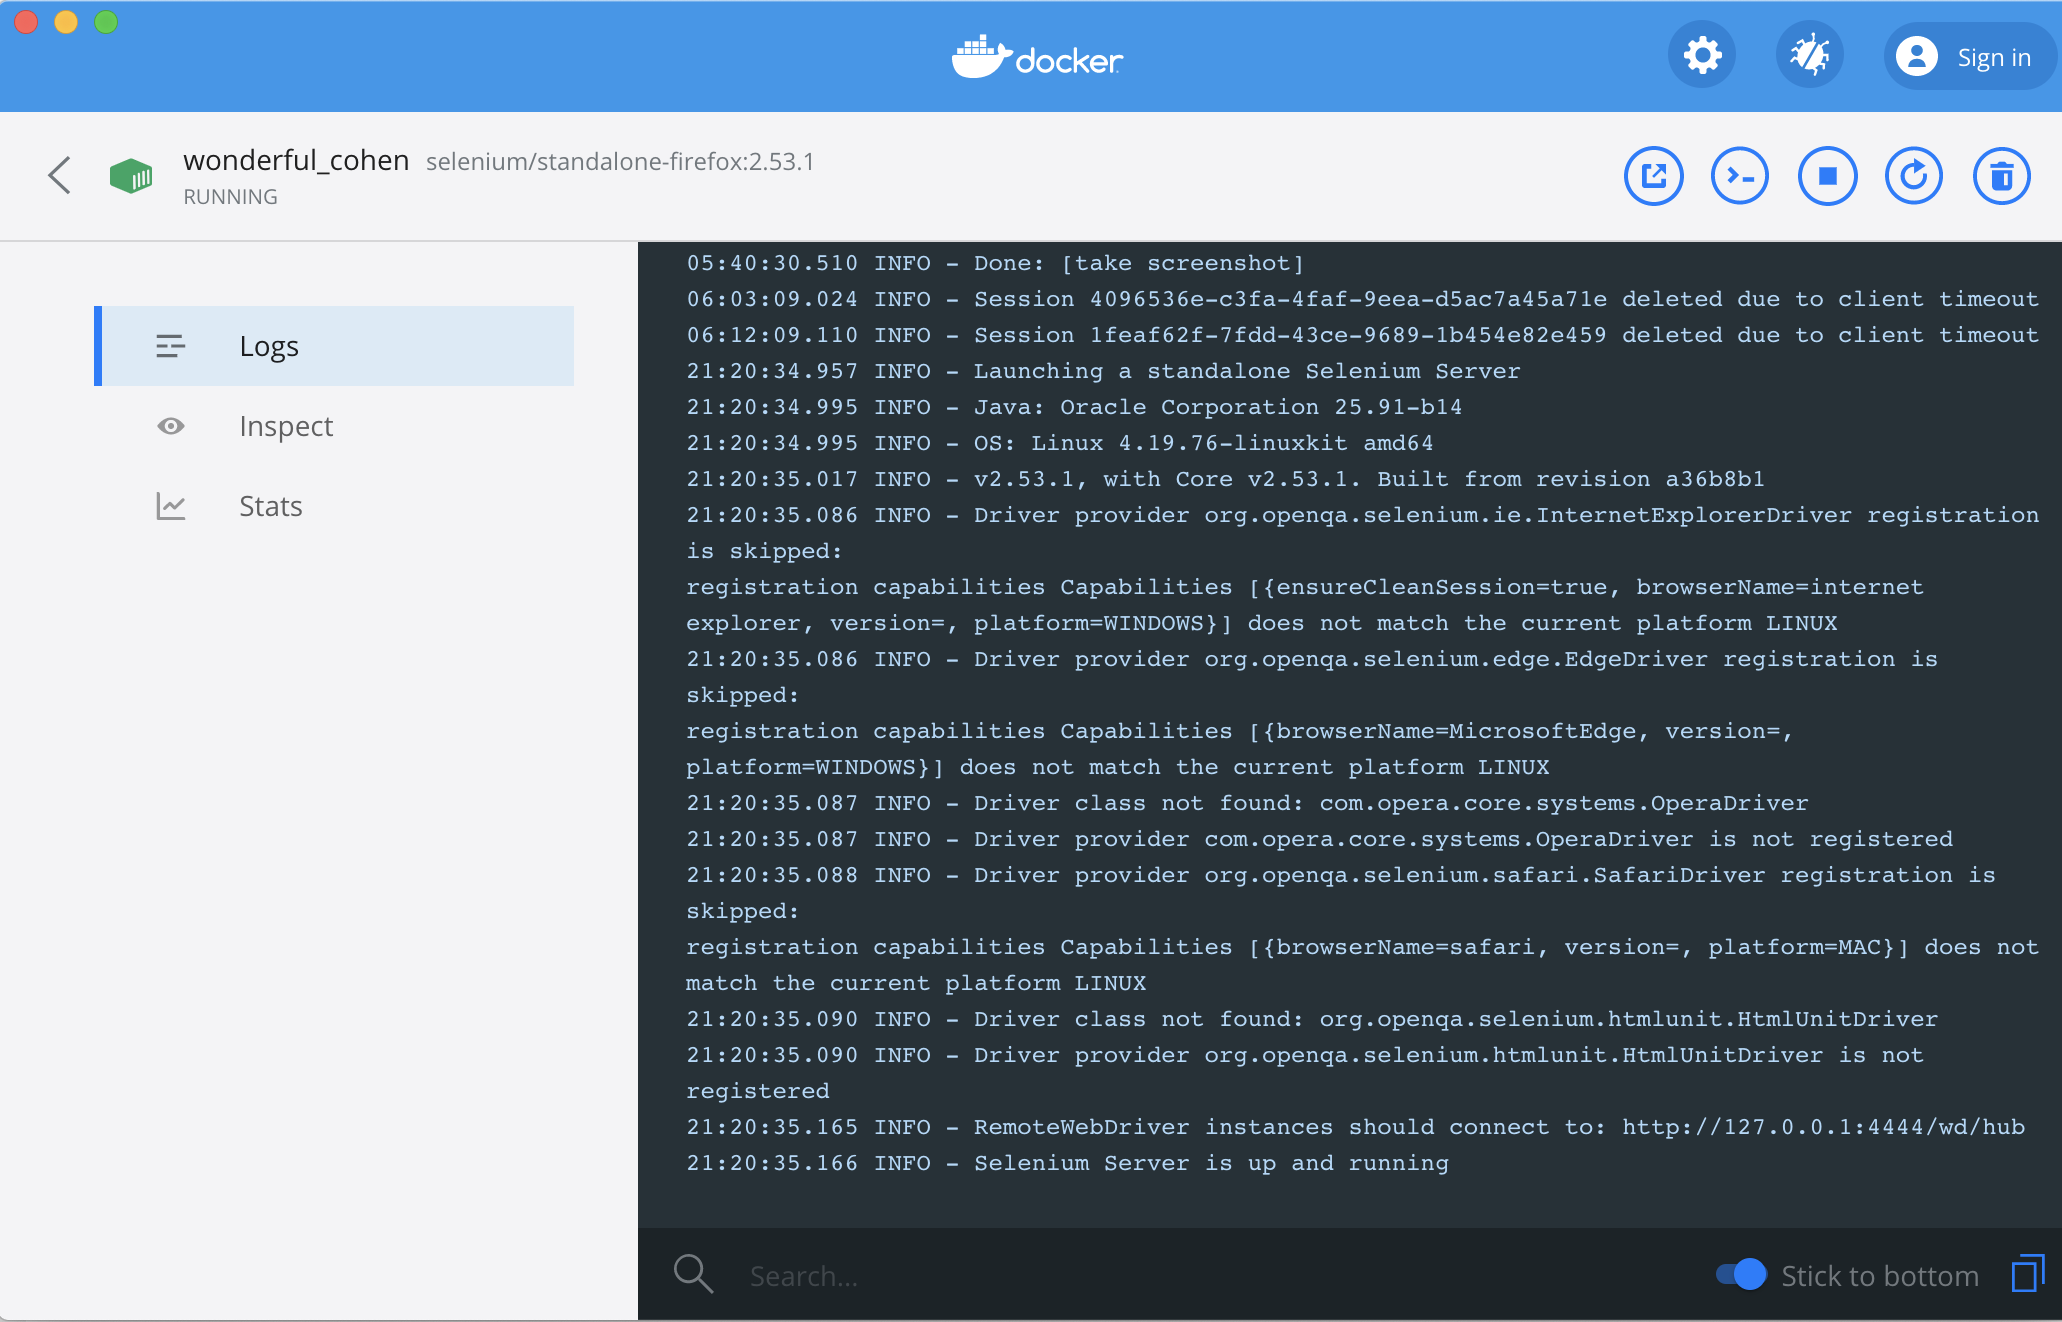 docker
Sign in
wonderful_cohen selenium/standalone-firefox:2.53.1
RUNNING
Logs
Inspect
Stats
05:40:30.510 INFO - Done: [take screenshot]
06:03:09.024 INFO - Session 4096536e-c3fa-4faf-9eea-d5ac7a45a71e deleted due to client timeout
06:12:09.110 INFO - Session 1feaf62f-7fdd-43ce-9689-1b454e82e459 deleted due to client timeout
21:20:34.957 INFO - Launching a standalone Selenium Server
21:20:34.995 INFO - Java: Oracle Corporation 25.91-b14
21:20:34.995 INFO - OS: Linux 4.19.76-linuxkit amd64
21:20:35.017 INFO - v2.53.1, with Core v2.53.1. Built from revision a36b8b1
21:20:35.086 INFO - Driver provider org.openqa.selenium.ie.InternetExplorerDriver registration
is skipped:
registration capabilities Capabilities [{ensureCleanSession=true, browserName=internet
explorer, version=, platform=WINDOWS}] does not match the current platform LINUX
21:20:35.086 INFO - Driver provider org.openqa.selenium.edge.EdgeDriver registration is
skipped:
registration capabilities Capabilities [{browserName=MicrosoftEdge, version=,
platform=WINDOWS}] does not match the current platform LINUX
21:20:35.087 INFO - Driver class not found: com.opera.core.systems.OperaDriver
21:20:35.087 INFO - Driver provider com.opera.core.systems.OperaDriver is not registered
21:20:35.088 INFO - Driver provider org.openqa.selenium.safari.SafariDriver registration is
skipped:
registration capabilities Capabilities [{browserName=safari, version=, platform=MAC}] does not
match the current platform LINUX
21:20:35.090 INFO - Driver class not found: org.openqa.selenium.htmlunit.HtmlUnitDriver
21:20:35.090 INFO - Driver provider org.openqa.selenium.htmlunit.HtmlUnitDriver is not
registered
21:20:35.165 INFO - RemoteWebDriver instances should connect to: http://127.0.0.1:4444/wd/hub
21:20:35.166 INFO - Selenium Server is up and running
Search...
Stick to bottom